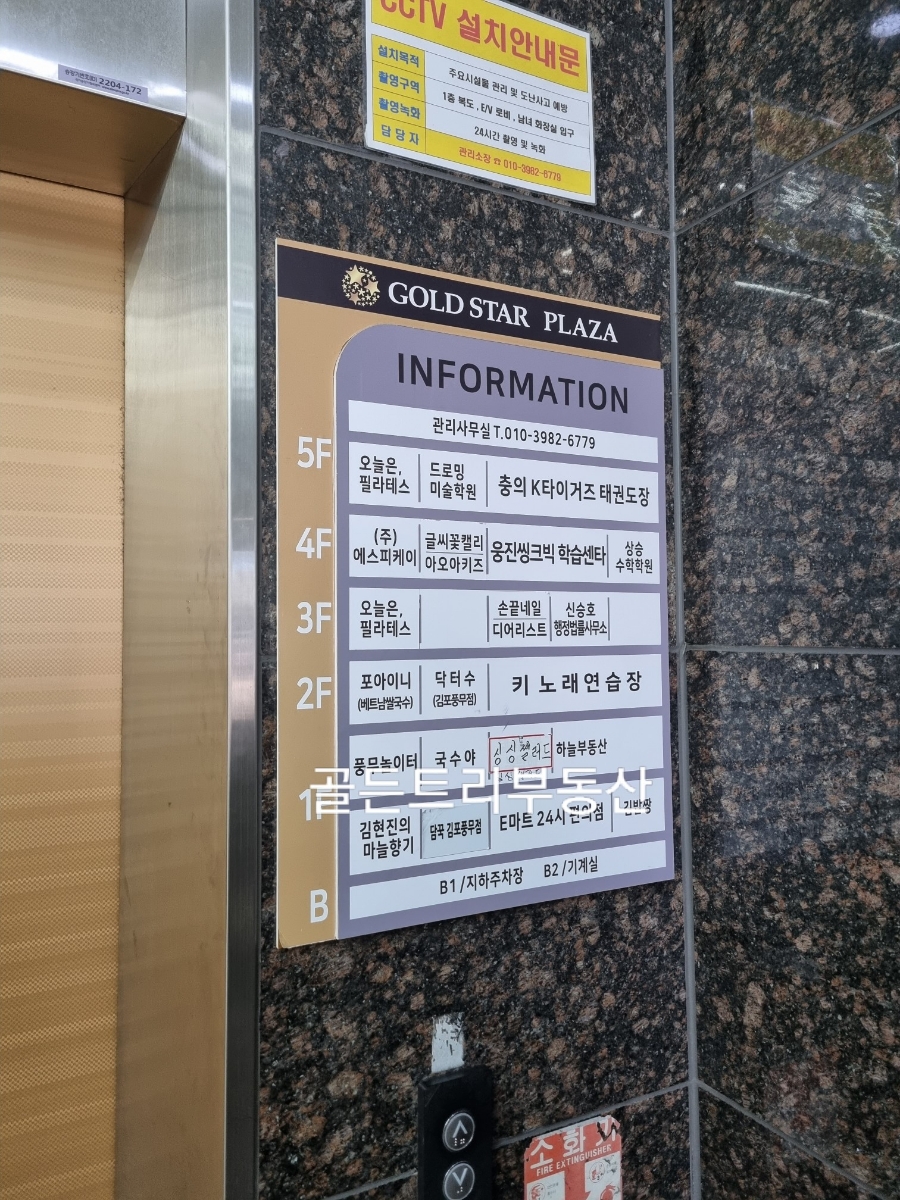 CCTV 설치안내문
설치목적 주요시설물 관리 및 도난사고 예방
촬영구역 1층 복도, E/V 로비, 남녀 화장실 입구
촬영녹화 24시간 촬영 및 녹화
담당자 관리소장 ☎ 010-3982-6779
2204-172
GOLD STAR PLAZA
INFORMATION
관리사무실 T.010-3982-6779
5F
오늘은,
필라테스
드로밍
미술학원
충의 K타이거즈 태권도장
4F
(주)
에스피케이
글씨꽃캘리
아오아키즈
웅진씽크빅 학습센타
상승
수학학원
3F
오늘은,
필라테스
손끝네일
디어리스트
신승호
행정법률사무소
2F
포아이니
(베트남쌀국수)
닥터수
(김포풍무점)
키 노래연습장
1F
풍무놀이터
국수야
싱싱샐러드
하늘부동산
골든트리부동산
김현진의
마늘향기
담꾹 김포풍무점
E마트 24시 편의점
김밥짱
B
B1 /지하주차장 B2 /기계실
소화기
FIRE EXTINGUISHER